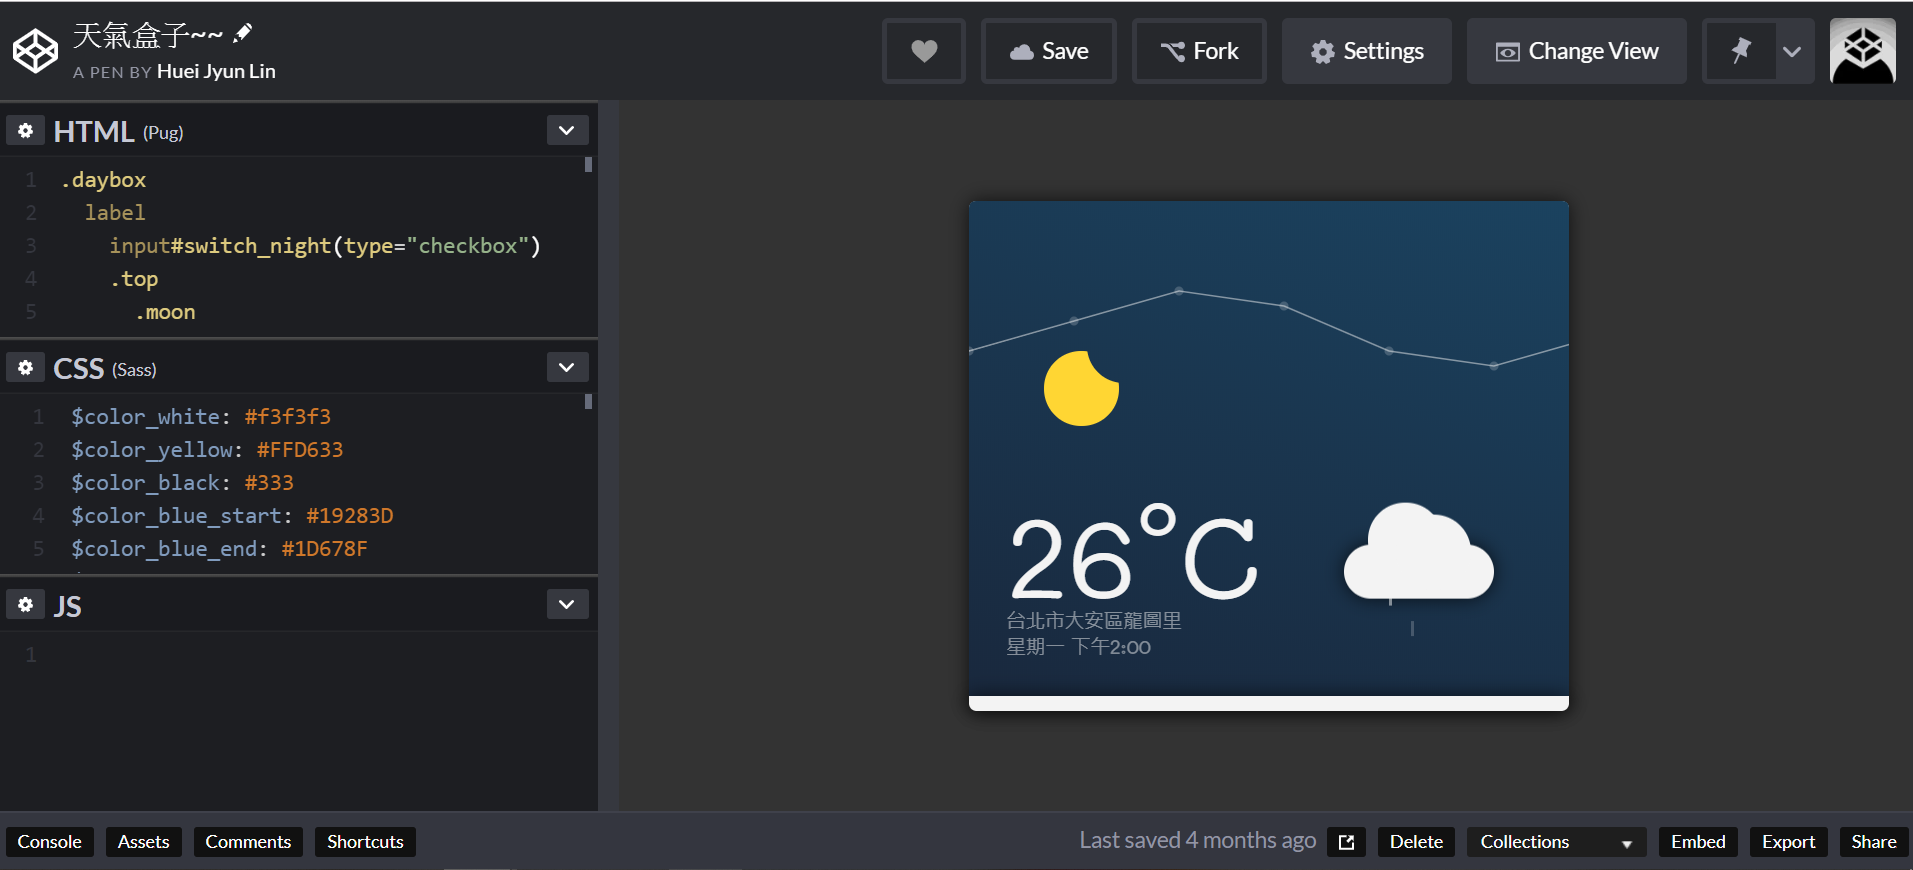 天氣盒子~~
A PEN BY Huei Jyun Lin
Save
Fork
Settings
Change View
HTML (Pug)
1 .daybox
2 label
3 input#switch_night(type="checkbox")
4 .top
5 .moon
CSS (Sass)
1 $color_white: #f3f3f3
2 $color_yellow: #FFD633
3 $color_black: #333
4 $color_blue_start: #19283D
5 $color_blue_end: #1D678F
JS
1
26°C
台北市大安區龍圖里
星期一 下午2:00
Console
Assets
Comments
Shortcuts
Last saved 4 months ago
Delete
Collections
Embed
Export
Share